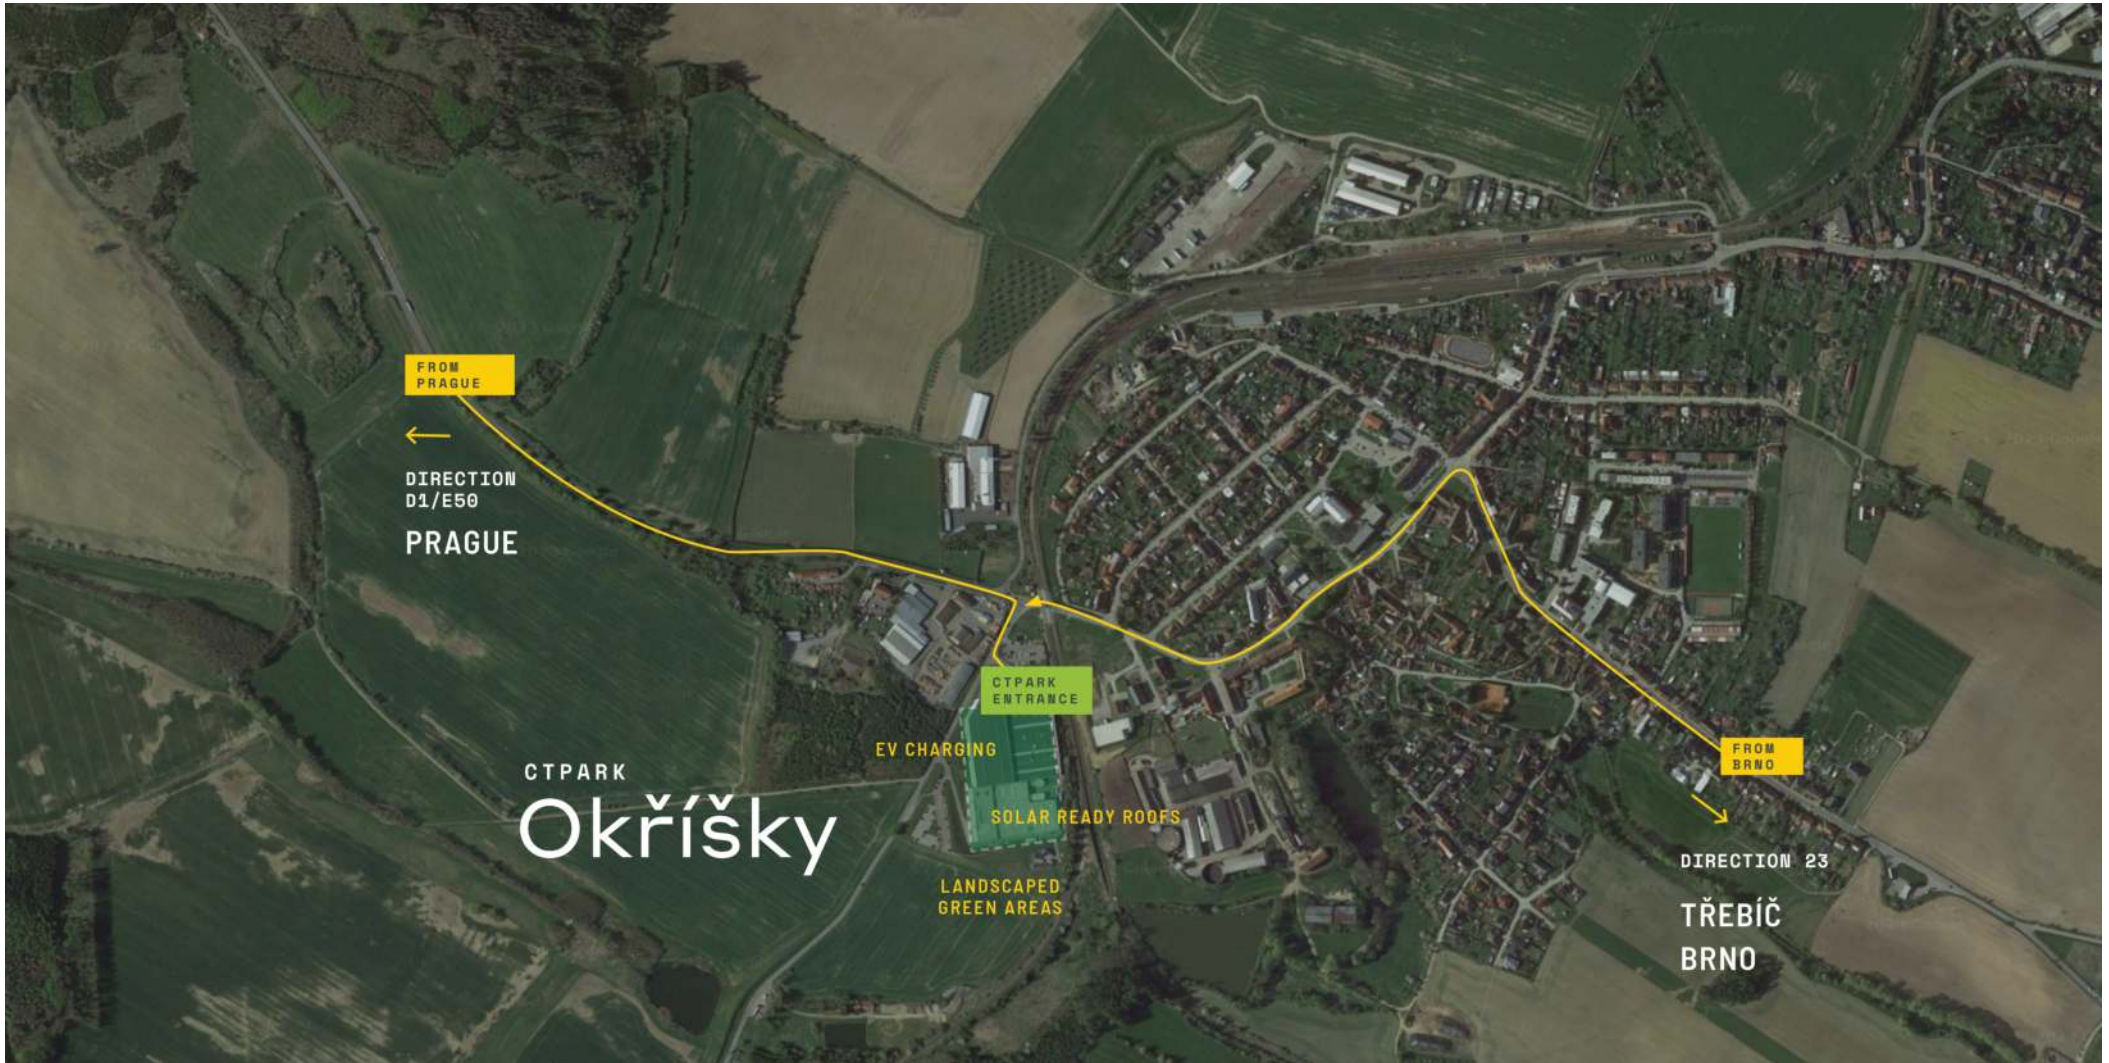 FROM
PRAGUE
DIRECTION
D1/E50
PRAGUE
CTPARK
ENTRANCE
EV CHARGING
CTPARK
Okříšky
SOLAR READY ROOFS
LANDSCAPED
GREEN AREAS
FROM
BRNO
DIRECTION 23
TŘEBÍČ
BRNO